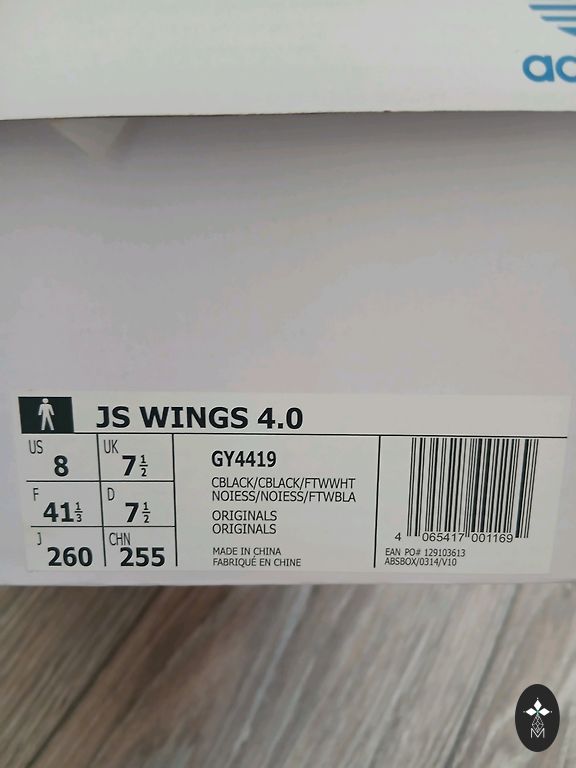 JS WINGS 4.0
US 8
UK 7½
F 41⅓
D 7½
J 260
CHN 255
GY4419
CBLACK/CBLACK/FTWWHT
NOIESS/NOIESS/FTWBLA
ORIGINALS
ORIGINALS
MADE IN CHINA
FABRIQUÉ EN CHINE
4 065417 001169
EAN PO# 129103613
ABSBOX/0314/V10
M